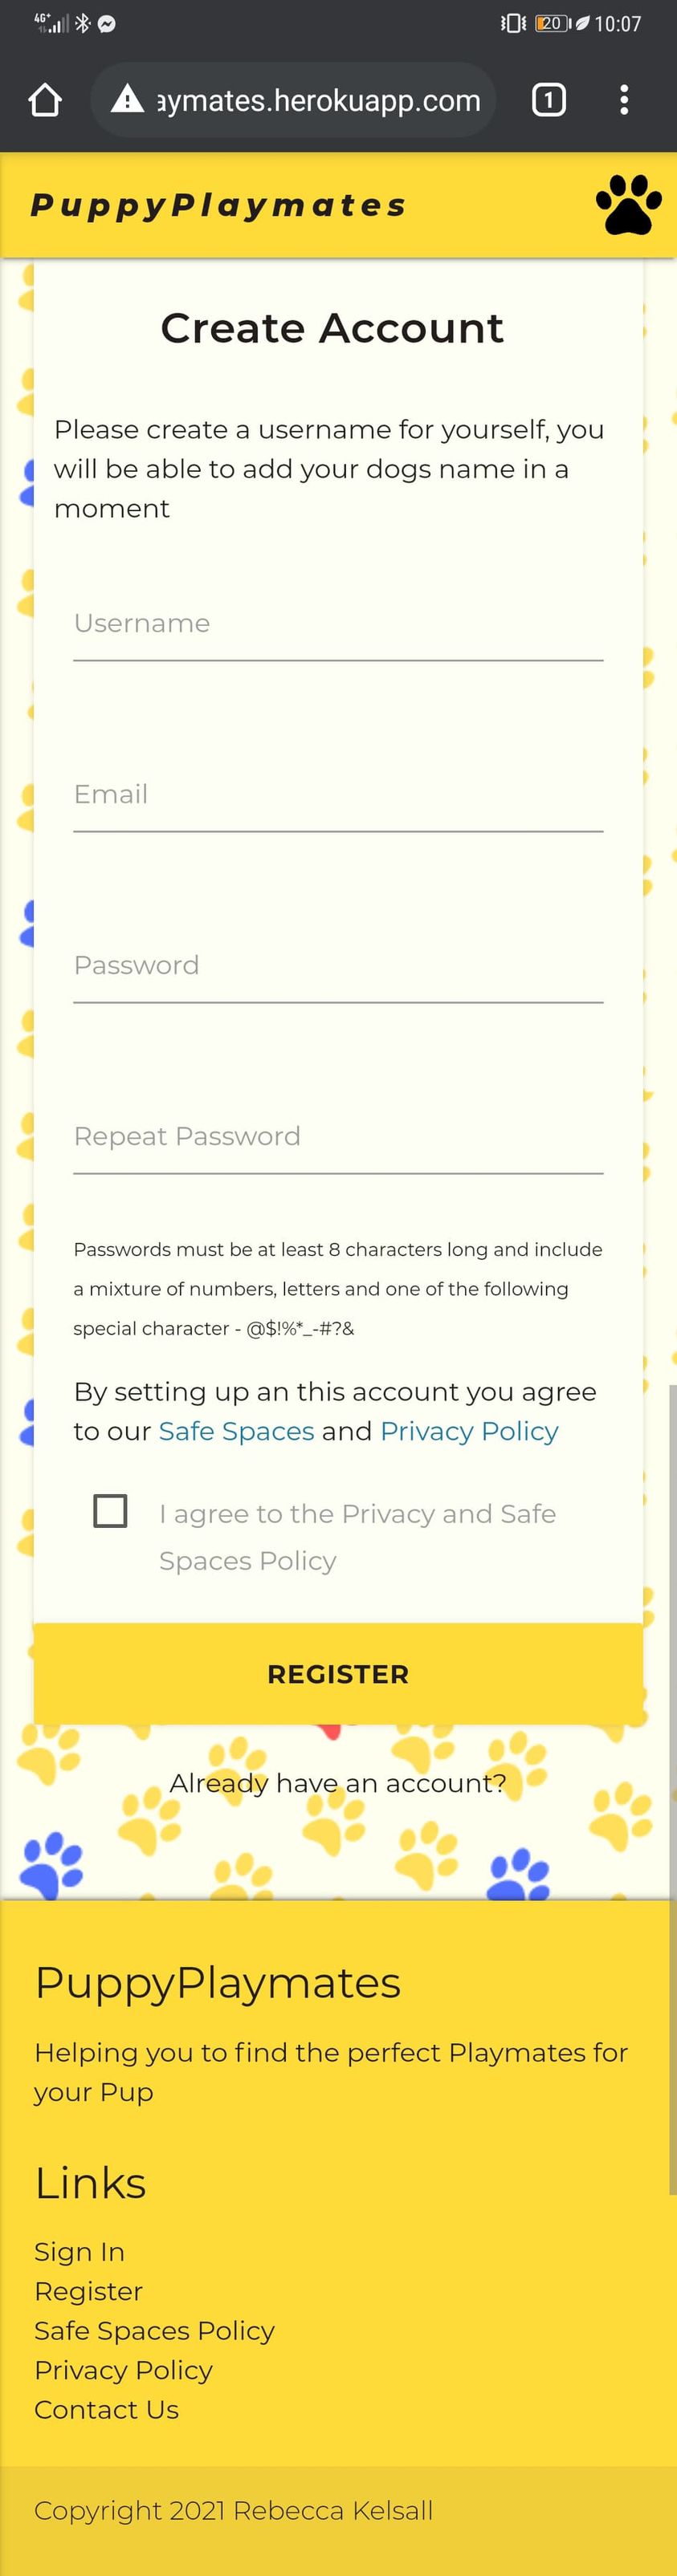 4G+
20
10:07
aymates.herokuapp.com
1
PuppyPlaymates
Create Account
Please create a username for yourself, you
will be able to add your dogs name in a
moment
Username
Email
Password
Repeat Password
Passwords must be at least 8 characters long and include
a mixture of numbers, letters and one of the following
special character - @$!%*_-#?&
By setting up an this account you agree
to our Safe Spaces and Privacy Policy
I agree to the Privacy and Safe
Spaces Policy
REGISTER
Already have an account?
PuppyPlaymates
Helping you to find the perfect Playmates for
your Pup
Links
Sign In
Register
Safe Spaces Policy
Privacy Policy
Contact Us
Copyright 2021 Rebecca Kelsall